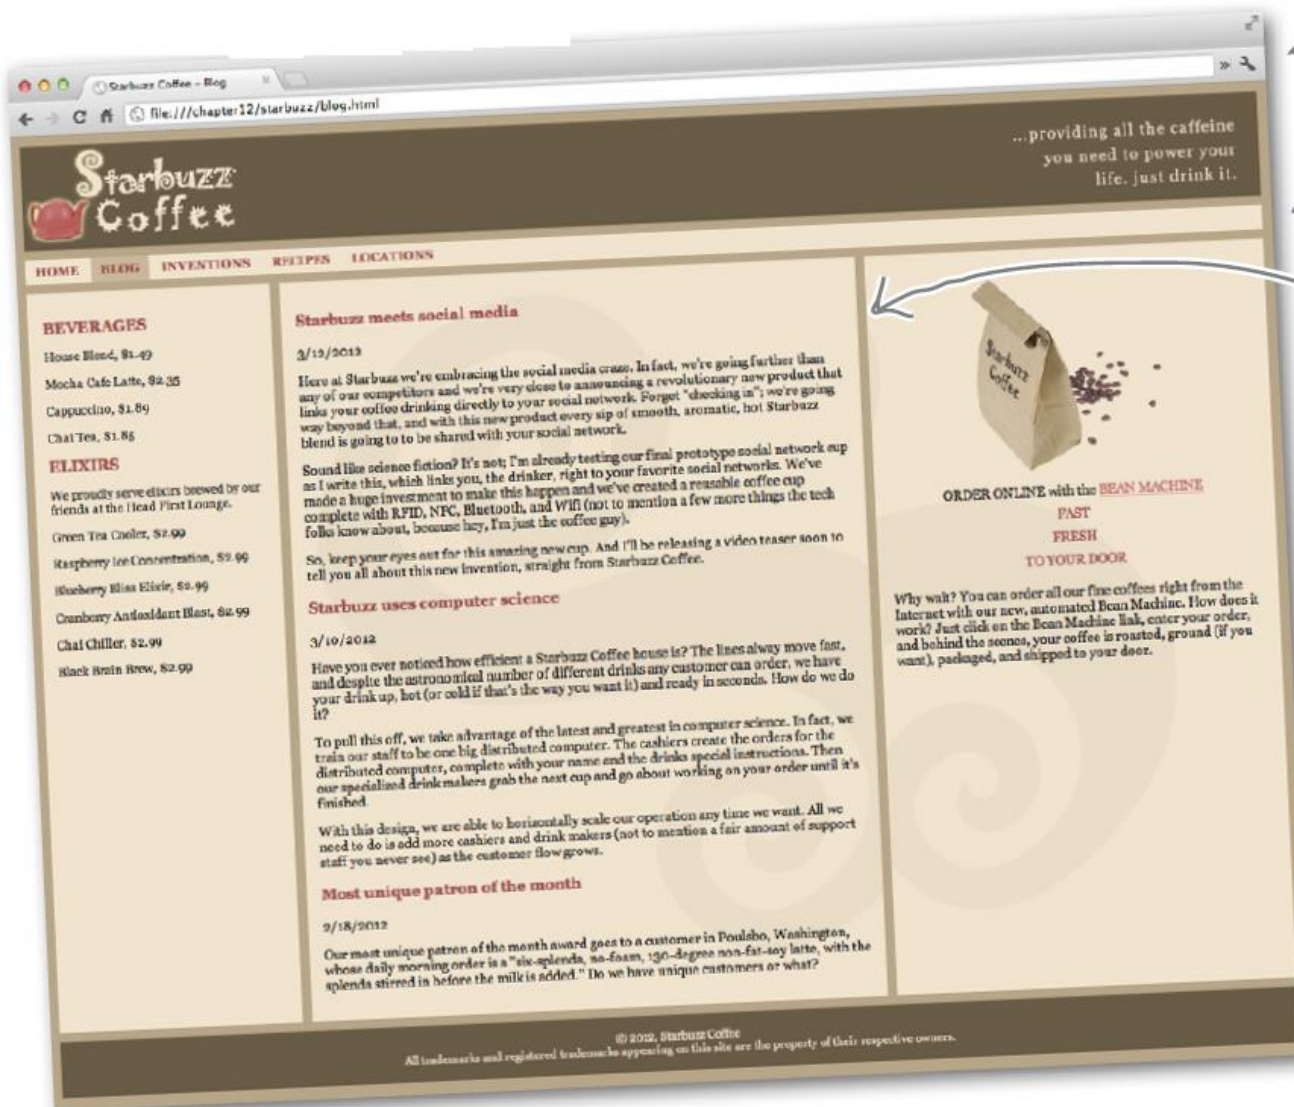 Starbuzz Coffee – Blog
file:///chapter12/starbuzz/blog.html
Starbuzz
Coffee
...providing all the caffeine
you need to power your
life. just drink it.
HOME BLOG INVENTIONS RECIPES LOCATIONS
BEVERAGES
House Blend, $1.49
Mocha Cafe Latte, $2.35
Cappuccino, $1.89
Chai Tea, $1.85
ELIXIRS
We proudly serve elixirs brewed by our
friends at the Head First Lounge.
Green Tea Cooler, $2.99
Raspberry Ice Concentration, $2.99
Blueberry Bliss Elixir, $2.99
Cranberry Antioxidant Blast, $2.99
Chai Chiller, $2.99
Black Brain Brew, $2.99
Starbuzz meets social media
3/12/2012
Here at Starbuzz we're embracing the social media craze. In fact, we're going further than
any of our competitors and we're very close to announcing a revolutionary new product that
links your coffee drinking directly to your social network. Forget "checking in"; we're going
way beyond that, and with this new product every sip of smooth, aromatic, hot Starbuzz
blend is going to to be shared with your social network.
Sound like science fiction? It's not; I'm already testing our final prototype social network cup
as I write this, which links you, the drinker, right to your favorite social networks. We've
made a huge investment to make this happen and we've created a reusable coffee cup
complete with RFID, NFC, Bluetooth, and Wifi (not to mention a few more things the tech
folks know about, because hey, I'm just the coffee guy).
So, keep your eyes out for this amazing new cup. And I'll be releasing a video teaser soon to
tell you all about this new invention, straight from Starbuzz Coffee.
Starbuzz uses computer science
3/10/2012
Have you ever noticed how efficient a Starbuzz Coffee house is? The lines alway move fast,
and despite the astronomical number of different drinks any customer can order, we have
your drink up, hot (or cold if that's the way you want it) and ready in seconds. How do we do
it?
To pull this off, we take advantage of the latest and greatest in computer science. In fact, we
train our staff to be one big distributed computer. The cashiers create the orders for the
distributed computer, complete with your name and the drinks special instructions. Then
our specialized drink makers grab the next cup and go about working on your order until it's
finished.
With this design, we are able to horizontally scale our operation any time we want. All we
need to do is add more cashiers and drink makers (not to mention a fair amount of support
staff you never see) as the customer flow grows.
Most unique patron of the month
2/18/2012
Our most unique patron of the month award goes to a customer in Poulsbo, Washington,
whose daily morning order is a "six-splenda, no-foam, 130-degree non-fat-soy latte, with the
splenda stirred in before the milk is added." Do we have unique customers or what?
Starbuzz
Coffee
ORDER ONLINE with the BEAN MACHINE
FAST
FRESH
TO YOUR DOOR
Why wait? You can order all our fine coffees right from the
Internet with our new, automated Bean Machine. How does it
work? Just click on the Bean Machine link, enter your order,
and behind the scenes, your coffee is roasted, ground (if you
want), packaged, and shipped to your door.
© 2012, Starbuzz Coffee
All trademarks and registered trademarks appearing on this site are the property of their respective owners.